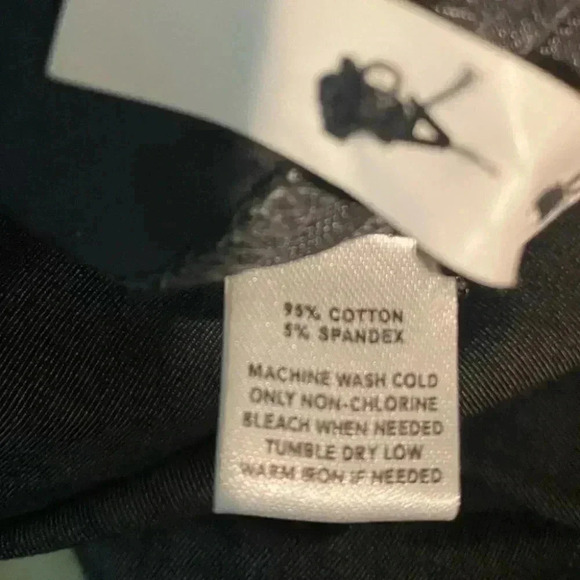 95% COTTON
5% SPANDEX
MACHINE WASH COLD
ONLY NON-CHLORINE
BLEACH WHEN NEEDED
TUMBLE DRY LOW
WARM IRON IF NEEDED